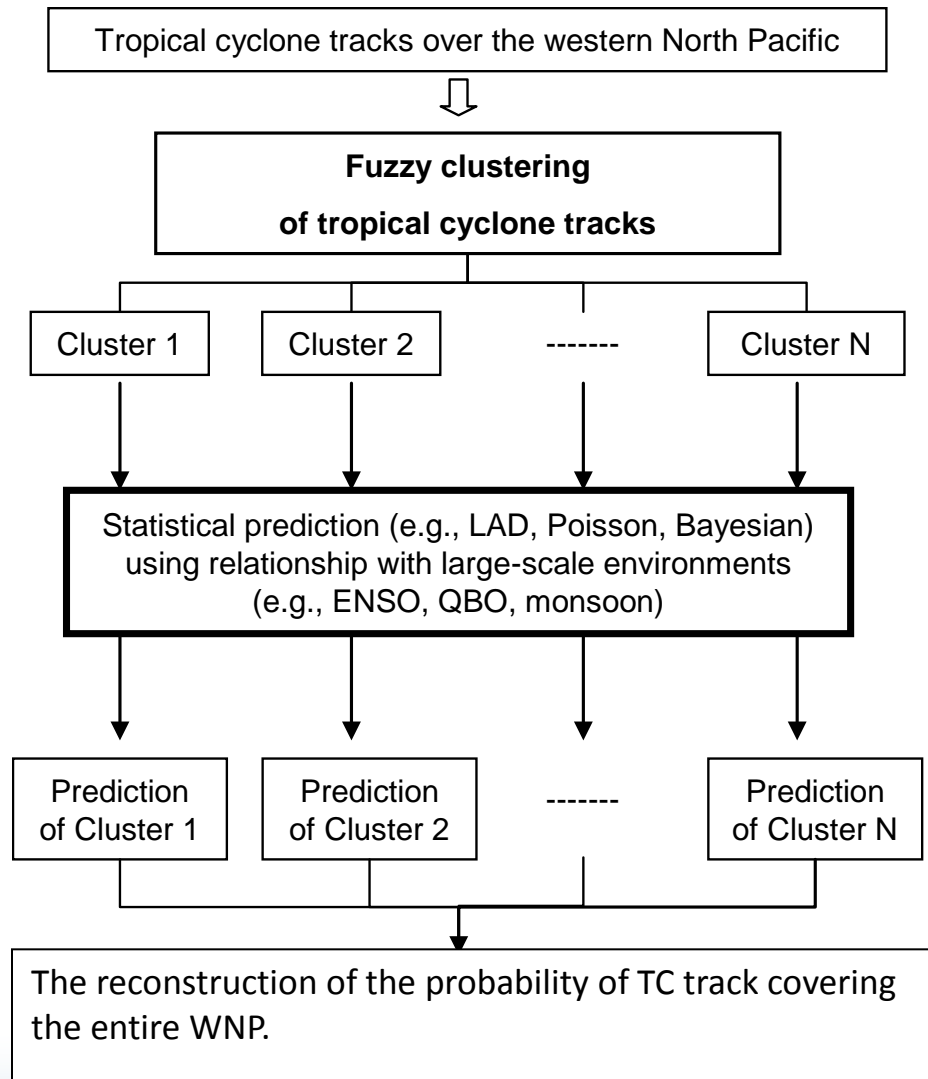 Tropical cyclone tracks over the western North Pacific
Fuzzy clustering
of tropical cyclone tracks
Cluster 1
Cluster 2
-------
Cluster N
Statistical prediction (e.g., LAD, Poisson, Bayesian)
using relationship with large-scale environments
(e.g., ENSO, QBO, monsoon)
Prediction
of Cluster 1
Prediction
of Cluster 2
-------
Prediction
of Cluster N
The reconstruction of the probability of TC track covering
the entire WNP.